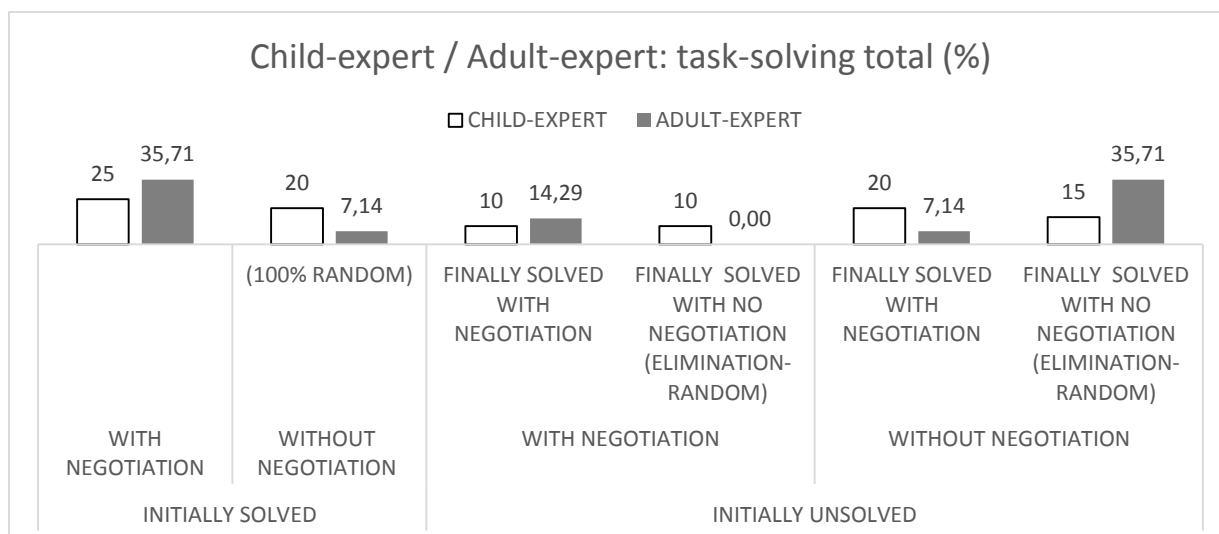 Child-expert / Adult-expert: task-solving total (%)
CHILD-EXPERT ADULT-EXPERT
25 35,71 20 7,14 10 14,29 10 0,00 20 7,14 15 35,71
(100% RANDOM)
FINALLY SOLVED
WITH
NEGOTIATION
FINALLY SOLVED
WITH NO
NEGOTIATION
(ELIMINATION-
RANDOM)
FINALLY SOLVED
WITH
NEGOTIATION
FINALLY SOLVED
WITH NO
NEGOTIATION
(ELIMINATION-
RANDOM)
WITH
NEGOTIATION
WITHOUT
NEGOTIATION
WITH NEGOTIATION
WITHOUT NEGOTIATION
INITIALLY SOLVED
INITIALLY UNSOLVED